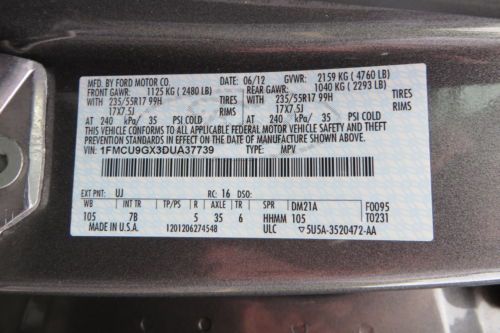 MFD. BY FORD MOTOR CO. DATE: 06/12 GVWR: 2159 KG ( 4760 LB)
FRONT GAWR: 1125 KG ( 2480 LB) REAR GAWR: 1040 KG ( 2293 LB)
WITH 235/55R17 99H TIRES WITH 235/55R17 99H TIRES
17X7.5J RIMS 17X7.5J RIMS
AT 240 kPa/ 35 PSI COLD AT 240 kPa/ 35 PSI COLD
THIS VEHICLE CONFORMS TO ALL APPLICABLE FEDERAL MOTOR VEHICLE SAFETY AND THEFT
PREVENTION STANDARDS IN EFFECT ON THE DATE OF MANUFACTURE SHOWN ABOVE.
VIN: 1FMCU9GX3DUA37739
TYPE:
EXT PNT: UJ RC: 16 DSO:
WB TP/PS R AXLE TR SPR DM21A F0095
105 7B 5 35 6 HHMM 105 T0231
MADE IN U.S.A. 1201206274548 ULC 5U5A-3520472-AA